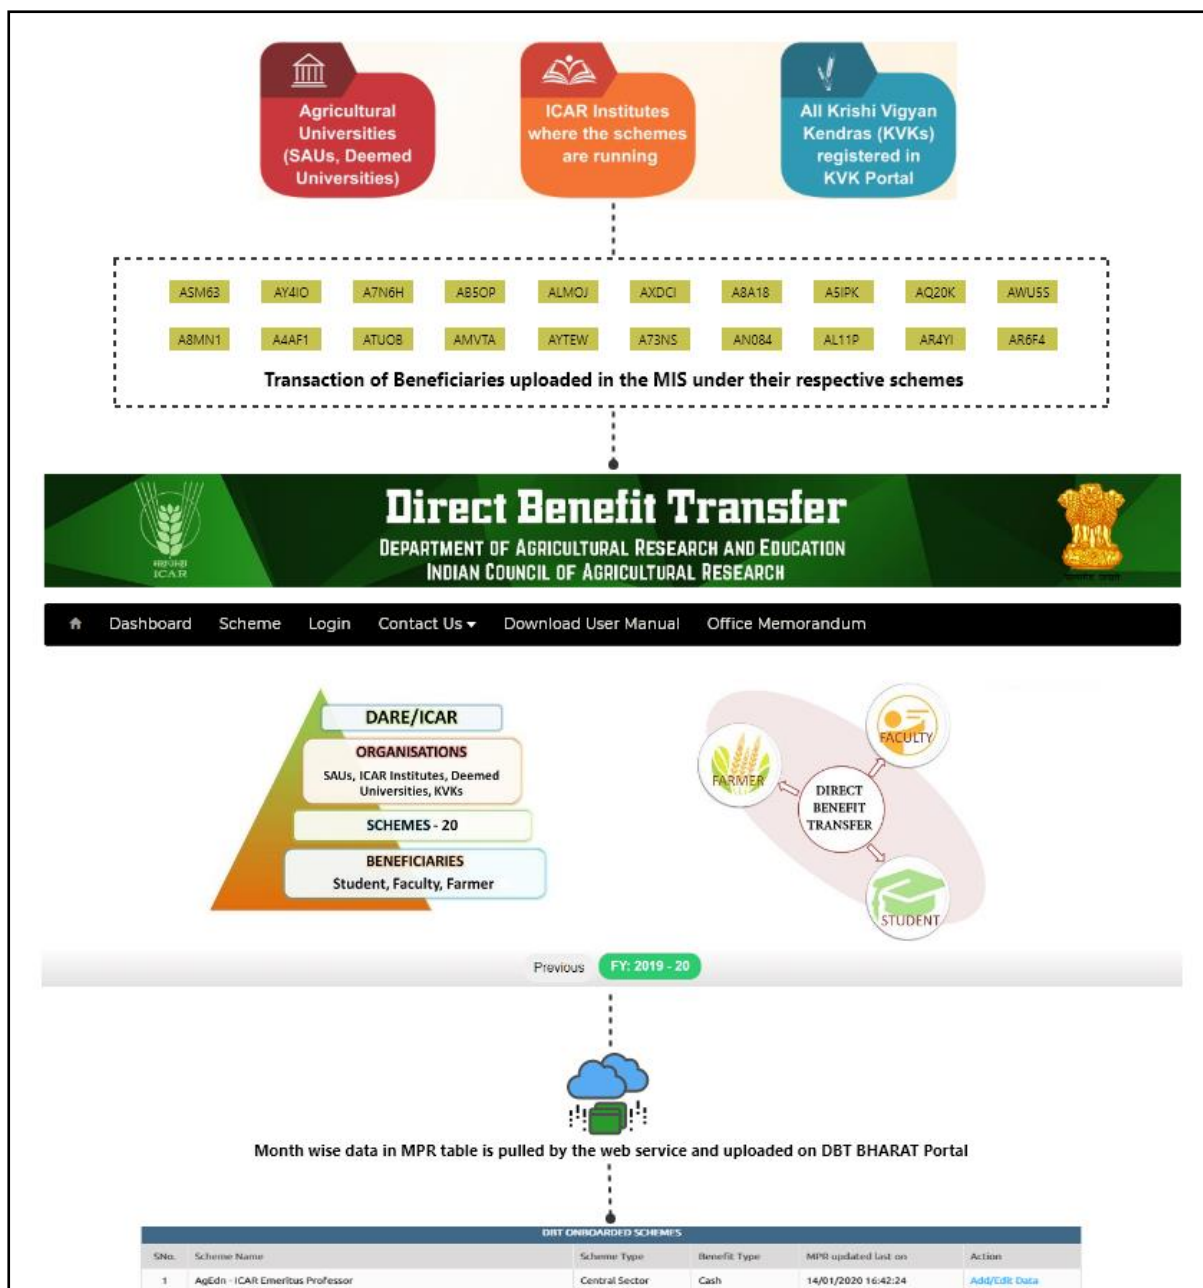 Agricultural
Universities
(SAUs, Deemed
Universities)
ICAR Institutes
where the schemes
are running
All Krishi Vigyan
Kendras (KVKs)
registered in
KVK Portal
ASM63 AY4IO A7N6H AB5OP ALMOJ AXDCI A8A18 A5IPK AQ20K AWU5S
A8MN1 A4AF1 ATUOB AMVTA AYTEW A73NS AN084 AL11P AR4YI AR6F4
Transaction of Beneficiaries uploaded in the MIS under their respective schemes
ICAR
Direct Benefit Transfer
DEPARTMENT OF AGRICULTURAL RESEARCH AND EDUCATION
INDIAN COUNCIL OF AGRICULTURAL RESEARCH
Dashboard Scheme Login Contact Us Download User Manual Office Memorandum
DARE/ICAR
ORGANISATIONS
SAUs, ICAR Institutes, Deemed
Universities, KVKs
SCHEMES - 20
BENEFICIARIES
Student, Faculty, Farmer
FACULTY
FARMER
DIRECT
BENEFIT
TRANSFER
STUDENT
Previous FY: 2019 - 20
Month wise data in MPR table is pulled by the web service and uploaded on DBT BHARAT Portal
DBT ONBOARDED SCHEMES
SNo. Scheme Name Scheme Type Benefit Type MPR updated last on Action
1 AgEdn - ICAR Emeritus Professor Central Sector Cash 14/01/2020 16:42:24 Add/Edit Data